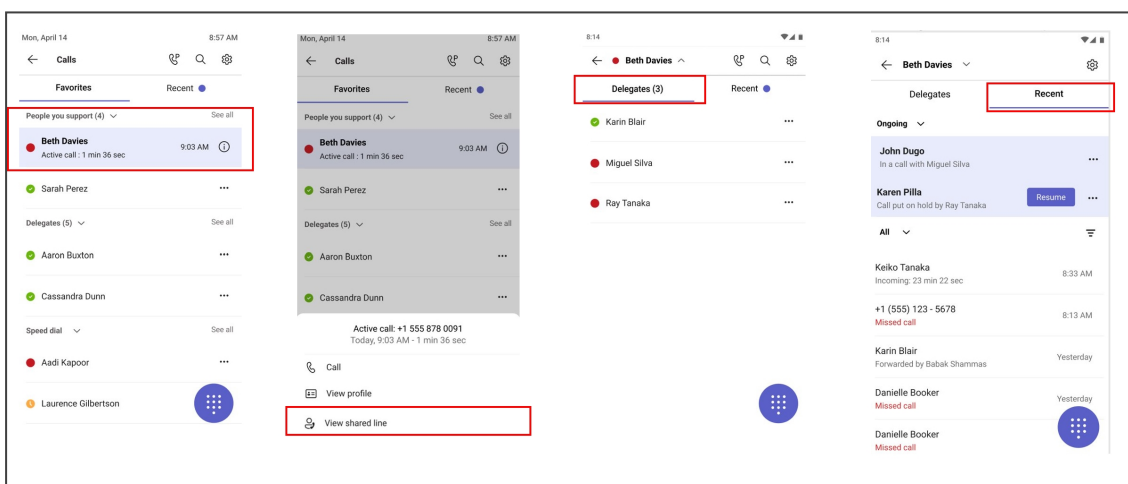 Mon, April 14 8:57 AM
Calls
Favorites Recent
People you support (4) See all
Beth Davies
Active call : 1 min 36 sec
9:03 AM
Sarah Perez
Delegates (5) See all
Aaron Buxton
Cassandra Dunn
Speed dial See all
Aadi Kapoor
Laurence Gilbertson
Mon, April 14 8:57 AM
Calls
Favorites Recent
People you support (4) See all
Beth Davies
Active call : 1 min 36 sec
9:03 AM
Sarah Perez
Delegates (5) See all
Aaron Buxton
Cassandra Dunn
Active call: +1 555 878 0091
Today, 9:03 AM - 1 min 36 sec
Call
View profile
View shared line
8:14
Beth Davies
Delegates (3) Recent
Karin Blair
Miguel Silva
Ray Tanaka
8:14
Beth Davies
Delegates Recent
Ongoing
John Dugo
In a call with Miguel Silva
Karen Pilla
Call put on hold by Ray Tanaka
Resume
All
Keiko Tanaka
Incoming: 23 min 22 sec
8:33 AM
+1 (555) 123 - 5678
Missed call
8:13 AM
Karin Blair
Forwarded by Babak Shammas
Yesterday
Danielle Booker
Missed call
Yesterday
Danielle Booker
Missed call